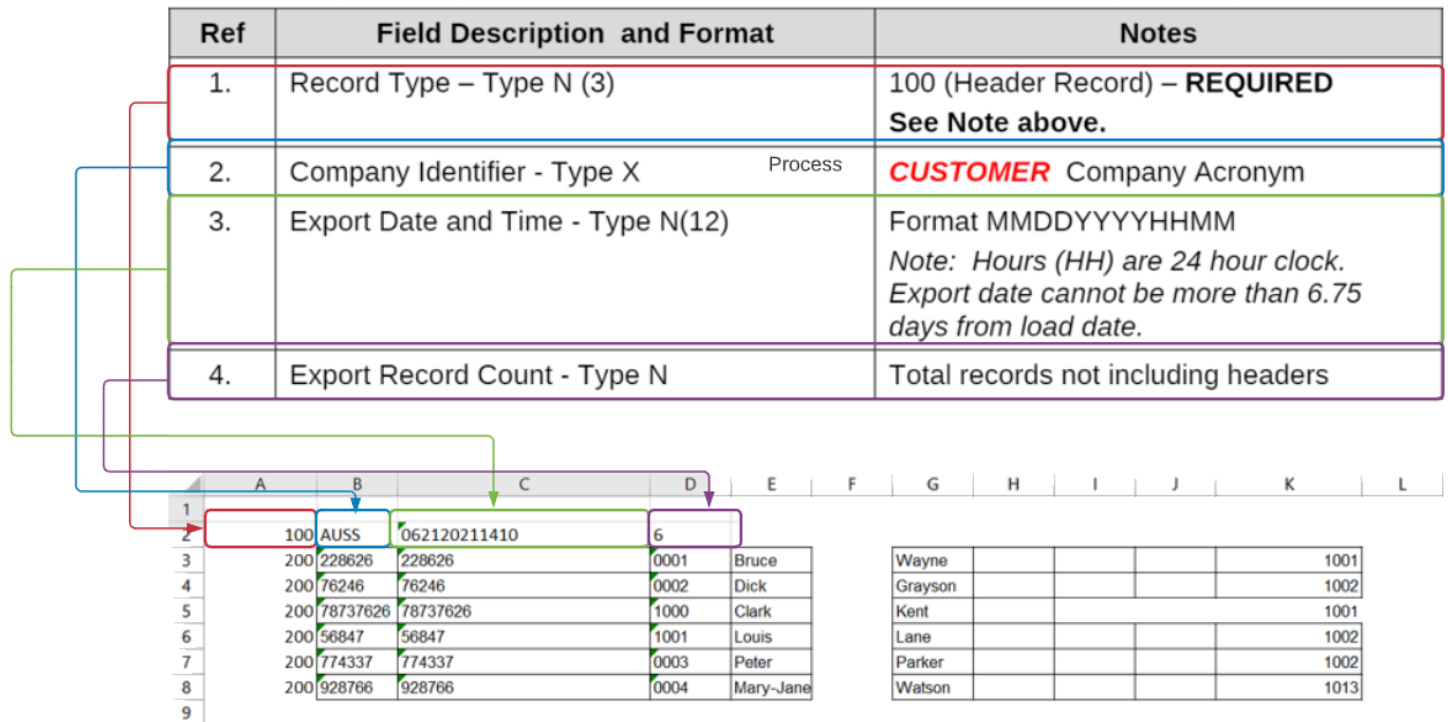 Ref Field Description and Format Notes
1. Record Type – Type N (3) 100 (Header Record) – REQUIRED
See Note above.
2. Company Identifier - Type X Process CUSTOMER Company Acronym
3. Export Date and Time - Type N(12) Format MMDDYYYYHHMM
Note: Hours (HH) are 24 hour clock.
Export date cannot be more than 6.75
days from load date.
4. Export Record Count - Type N Total records not including headers
A B C D E F G H I J K L
1
2 100 AUSS 062120211410 6
3 200 228626 228626 0001 Bruce Wayne 1001
4 200 76246 76246 0002 Dick Grayson 1002
5 200 78737626 78737626 1000 Clark Kent 1001
6 200 56847 56847 1001 Louis Lane 1002
7 200 774337 774337 0003 Peter Parker 1002
8 200 928766 928766 0004 Mary-Jane Watson 1013
9